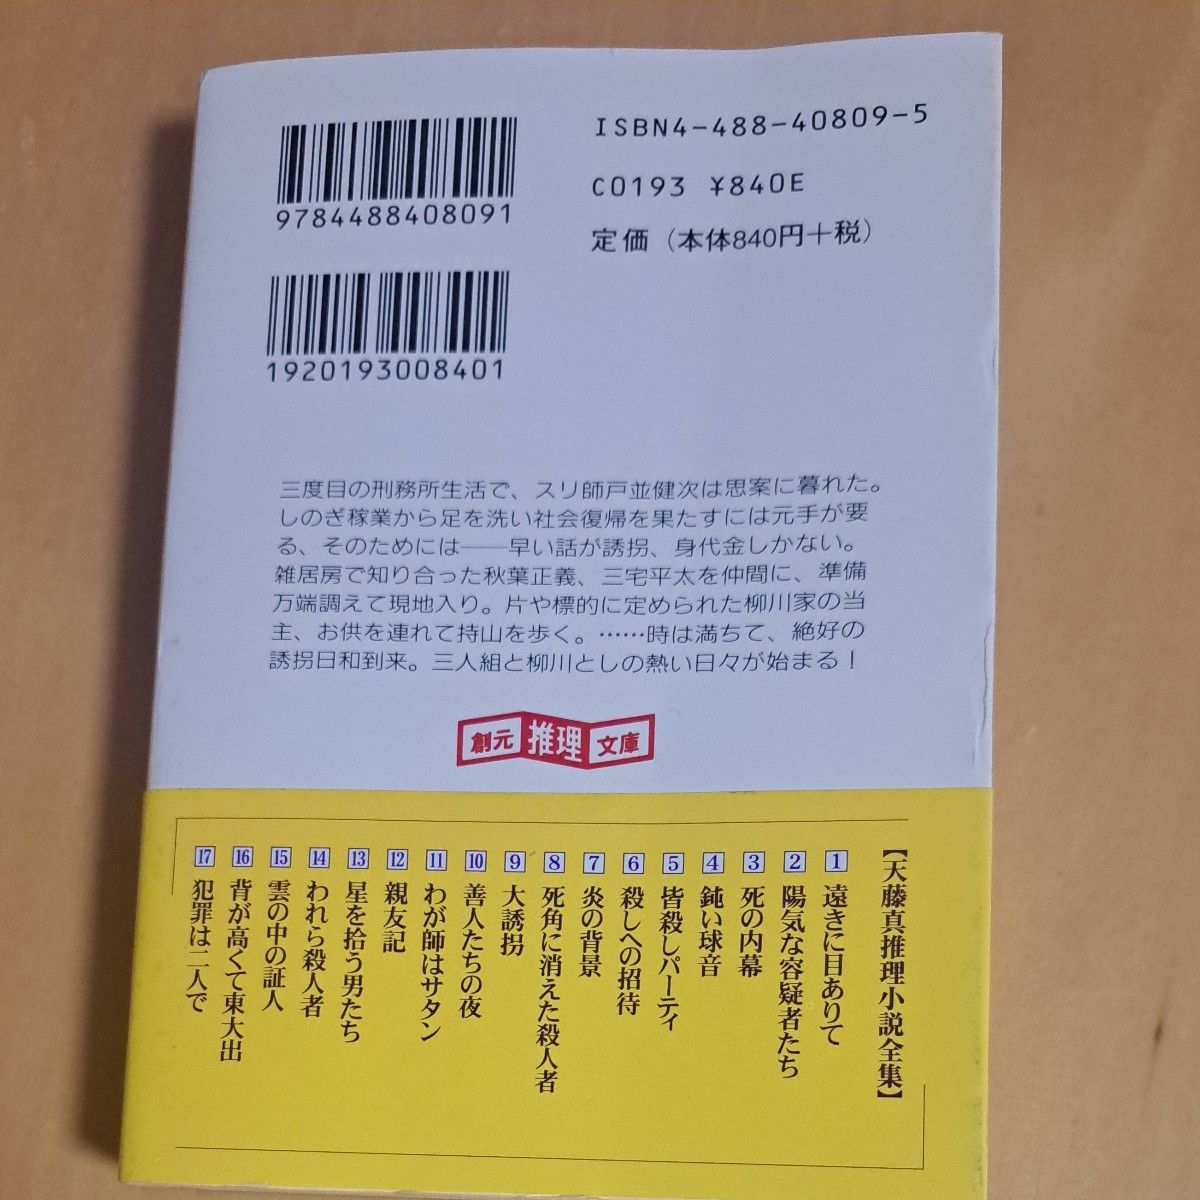 ISBN4-488-40809-5
C0193 ¥840E
定価（本体840円＋税）
9784488408091
1920193008401
三度目の刑務所生活で、スリ師戸並健次は思案に暮れた。
しのぎ稼業から足を洗い社会復帰を果たすには元手が要
る、そのためには――早い話が誘拐、身代金しかない。
雑居房で知り合った秋葉正義、三宅平太を仲間に、準備
万端調えて現地入り。片や標的に定められた柳川家の当
主、お供を連れて持山を歩く。……時は満ちて、絶好の
誘拐日和到来。三人組と柳川としの熱い日々が始まる！
創元推理文庫
【天藤真推理小説全集】
1 遠きに目ありて
2 陽気な容疑者たち
3 死の内幕
4 鈍い球音
5 皆殺しパーティ
6 殺しへの招待
7 炎の背景
8 死角に消えた殺人者
9 大誘拐
10 善人たちの夜
11 わが師はサタン
12 親友記
13 星を拾う男たち
14 われら殺人者
15 雲の中の証人
16 背が高くて東大出
17 犯罪は二人で